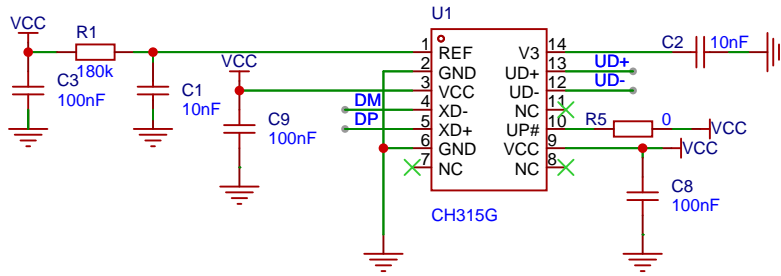 U1
VCC
R1
180k
C3
100nF
C1
10nF
VCC
C9
100nF
DM
DP
1 REF
2 GND
3 VCC
4 XD-
5 XD+
6 GND
7 NC
V3 14
UD+ 13
UD- 12
NC 11
UP# 10
VCC 9
NC 8
CH315G
C2 10nF
UD+
UD-
R5 0
VCC
VCC
C8
100nF